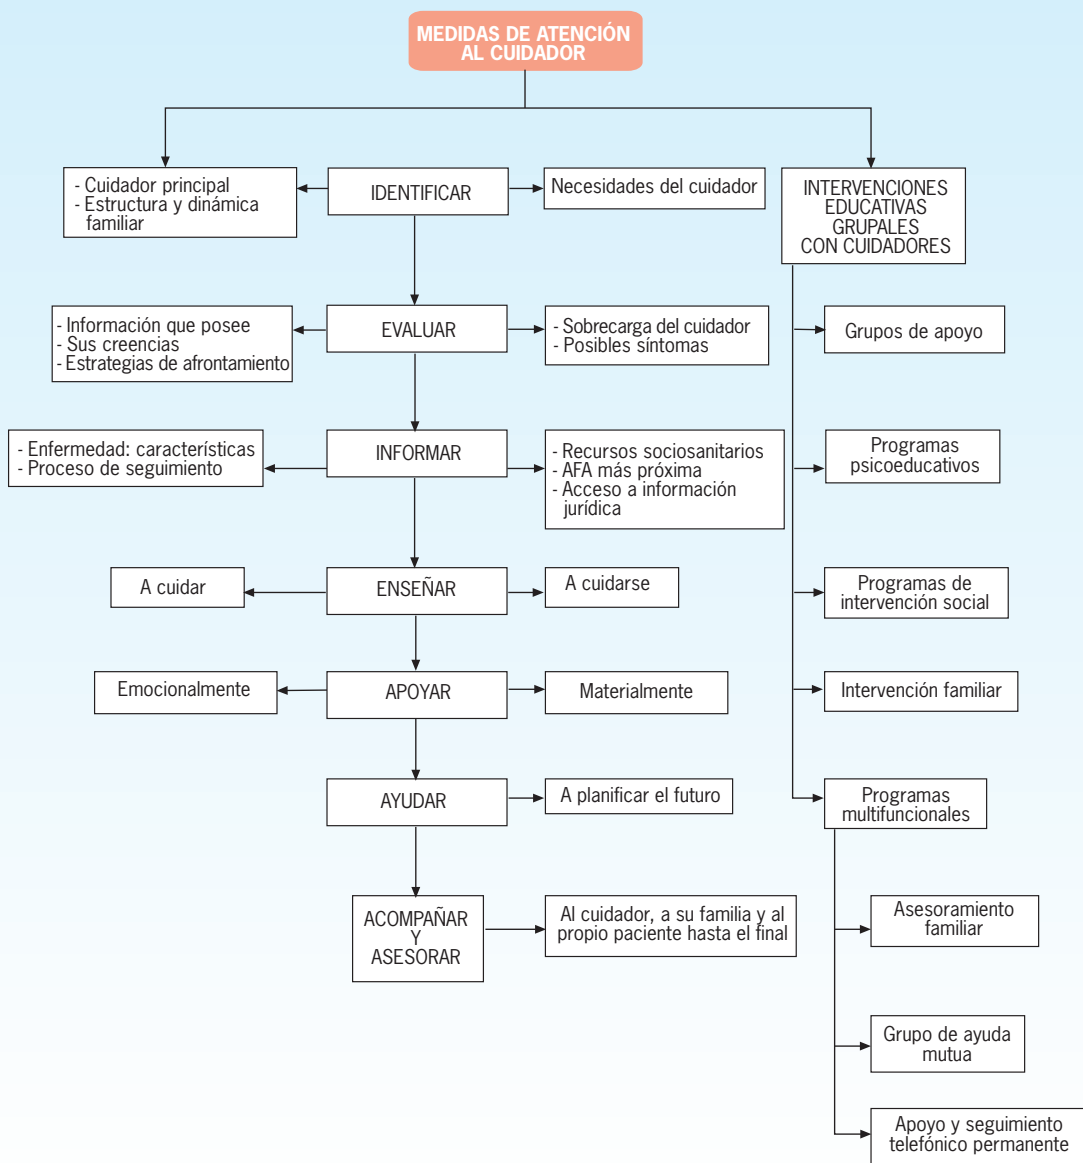 MEDIDAS DE ATENCIÓN
AL CUIDADOR
- Cuidador principal
- Estructura y dinámica
familiar
IDENTIFICAR
Necesidades del cuidador
INTERVENCIONES
EDUCATIVAS
GRUPALES
CON CUIDADORES
- Información que posee
- Sus creencias
- Estrategias de afrontamiento
EVALUAR
- Sobrecarga del cuidador
- Posibles síntomas
Grupos de apoyo
- Enfermedad: características
- Proceso de seguimiento
INFORMAR
- Recursos sociosanitarios
- AFA más próxima
- Acceso a información
jurídica
Programas
psicoeducativos
A cuidar
ENSEÑAR
A cuidarse
Programas de
intervención social
Emocionalmente
APOYAR
Materialmente
Intervención familiar
AYUDAR
A planificar el futuro
Programas
multifuncionales
ACOMPAÑAR
Y
ASESORAR
Al cuidador, a su familia y al
propio paciente hasta el final
Asesoramiento
familiar
Grupo de ayuda
mutua
Apoyo y seguimiento
telefónico permanente